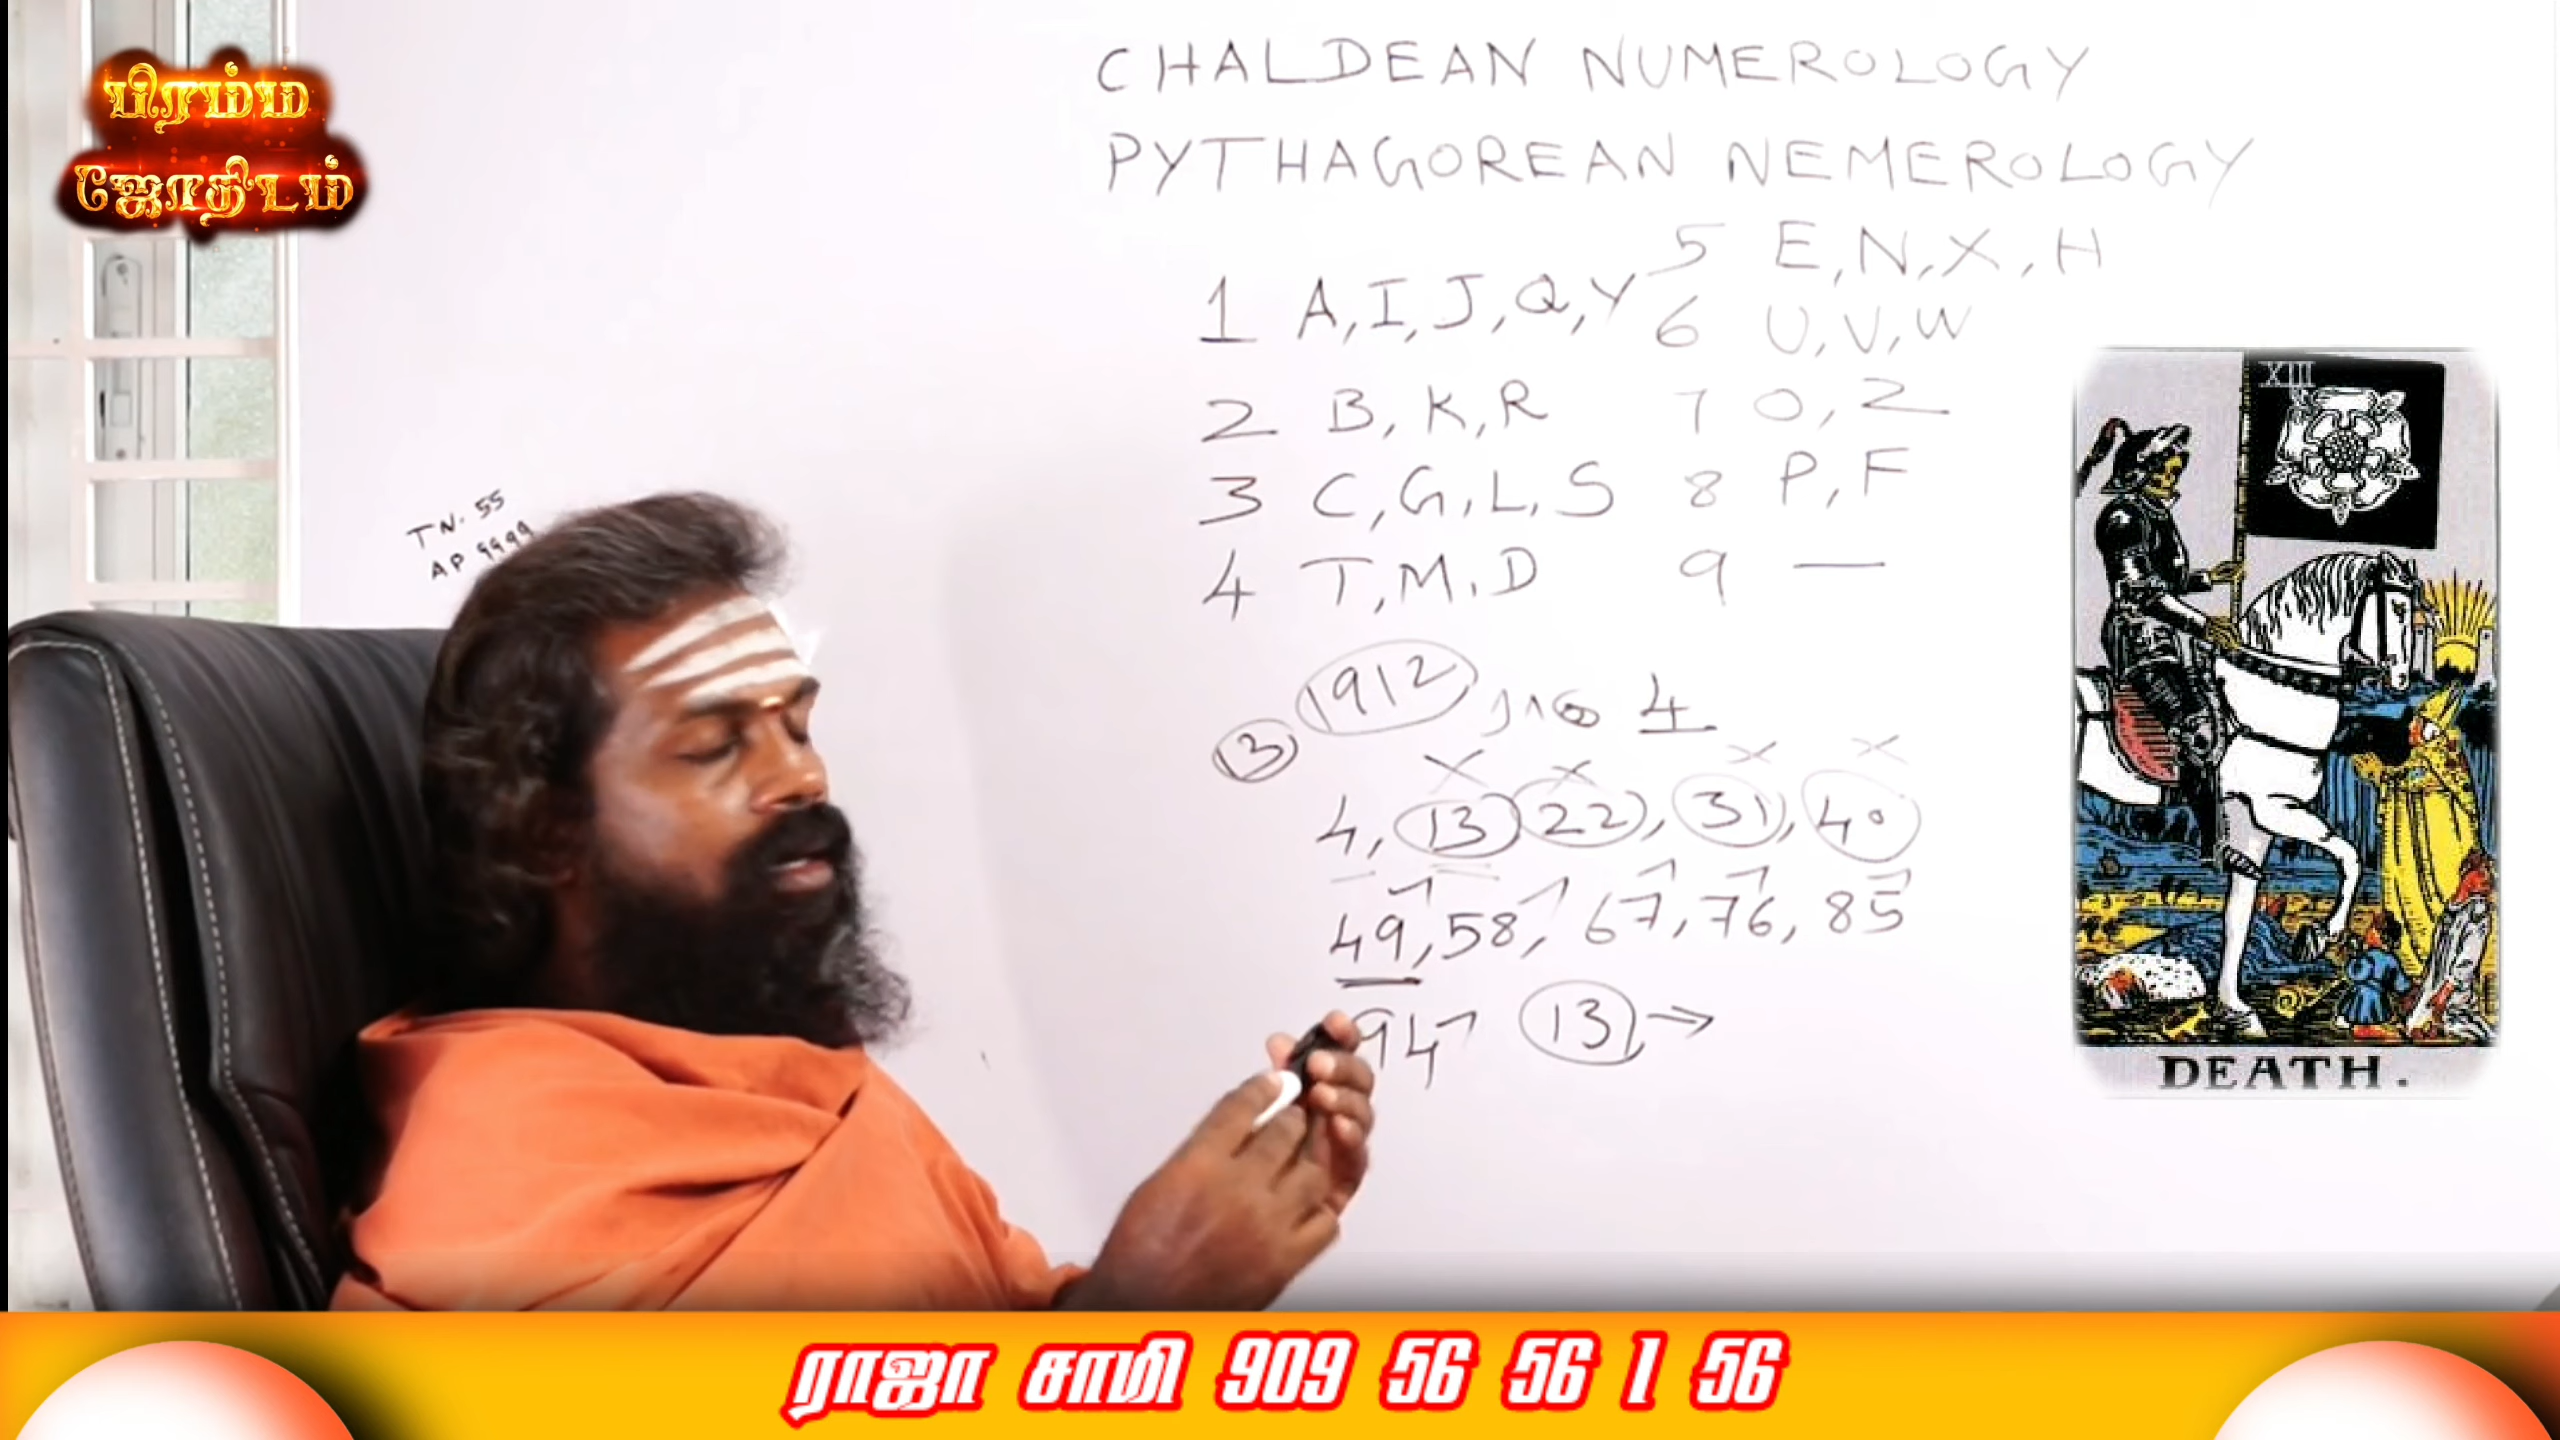 பிரம்ம
ஜோதிடம்
CHALDEAN NUMEROLOGY
PYTHAGOREAN NEMEROLOGY
1 A, I, J, Q, Y
5 E, N, X, H
6 U, V, W
2 B, K, R
7 O, Z
3 C, G, L, S
8 P, F
4 T, M, D
9 —
TN. 55
AP 9999
1912 ராகு 4
13
4, 13 22, 31, 40
49, 58, 67, 76, 85
94 13 →
XIII
DEATH.
ராஜா சாமி 909 56 56 1 56